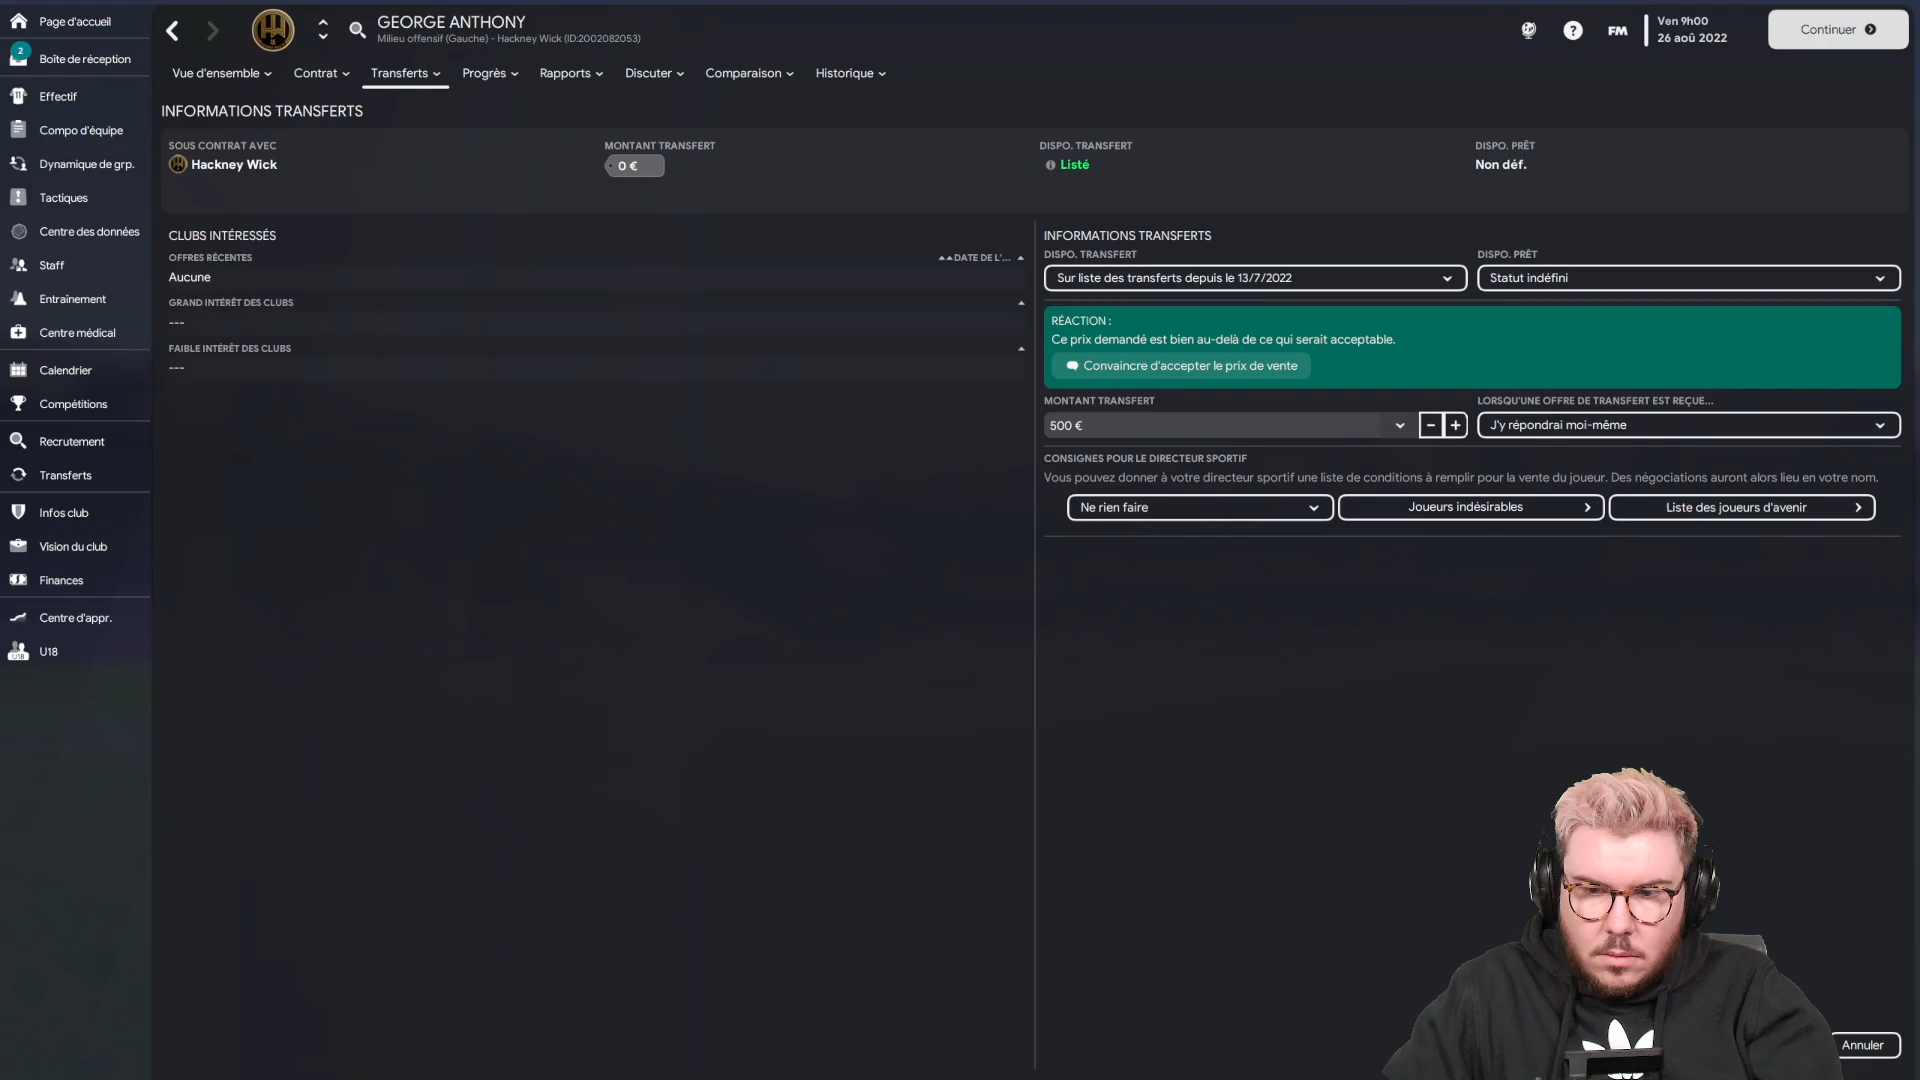 Page d'accueil
2
Boîte de réception
Effectif
Compo d'équipe
Dynamique de grp.
Tactiques
Centre des données
Staff
Entraînement
Centre médical
Calendrier
Compétitions
Recrutement
Transferts
Infos club
Vision du club
Finances
Centre d'appr.
U18
GEORGE ANTHONY
Milieu offensif (Gauche) - Hackney Wick (ID:2002082053)
FM
Ven 9h00
26 aoû 2022
Continuer
Vue d'ensemble
Contrat
Transferts
Progrès
Rapports
Discuter
Comparaison
Historique
INFORMATIONS TRANSFERTS
SOUS CONTRAT AVEC
Hackney Wick
MONTANT TRANSFERT
0 €
DISPO. TRANSFERT
Listé
DISPO. PRÊT
Non déf.
CLUBS INTÉRESSÉS
OFFRES RÉCENTES
DATE DE L'...
Aucune
GRAND INTÉRÊT DES CLUBS
---
FAIBLE INTÉRÊT DES CLUBS
---
INFORMATIONS TRANSFERTS
DISPO. TRANSFERT
DISPO. PRÊT
Sur liste des transferts depuis le 13/7/2022
Statut indéfini
RÉACTION :
Ce prix demandé est bien au-delà de ce qui serait acceptable.
Convaincre d'accepter le prix de vente
MONTANT TRANSFERT
LORSQU'UNE OFFRE DE TRANSFERT EST REÇUE...
500 €
J'y répondrai moi-même
CONSIGNES POUR LE DIRECTEUR SPORTIF
Vous pouvez donner à votre directeur sportif une liste de conditions à remplir pour la vente du joueur. Des négociations auront alors lieu en votre nom.
Ne rien faire
Joueurs indésirables
Liste des joueurs d'avenir
Annuler